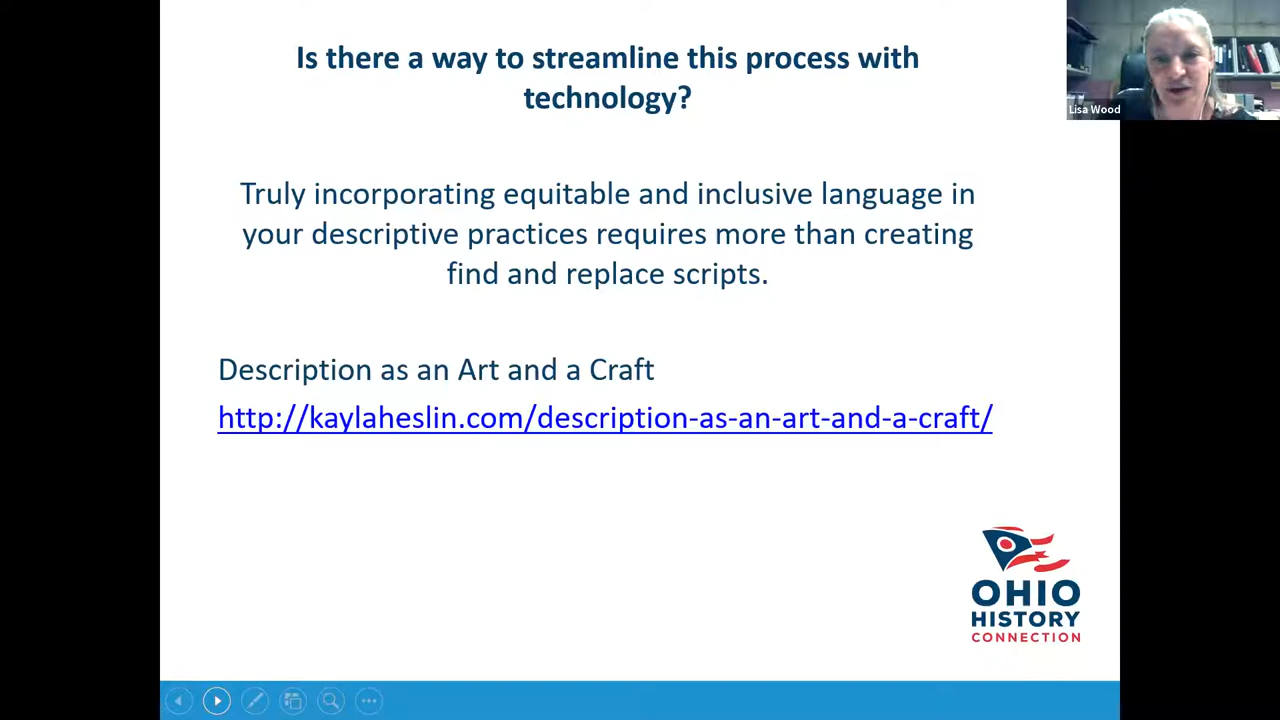 Is there a way to streamline this process with
technology?
Lisa Wood
Truly incorporating equitable and inclusive language in
your descriptive practices requires more than creating
find and replace scripts.
Description as an Art and a Craft
http://kaylaheslin.com/description-as-an-art-and-a-craft/
OHIO
HISTORY
CONNECTION